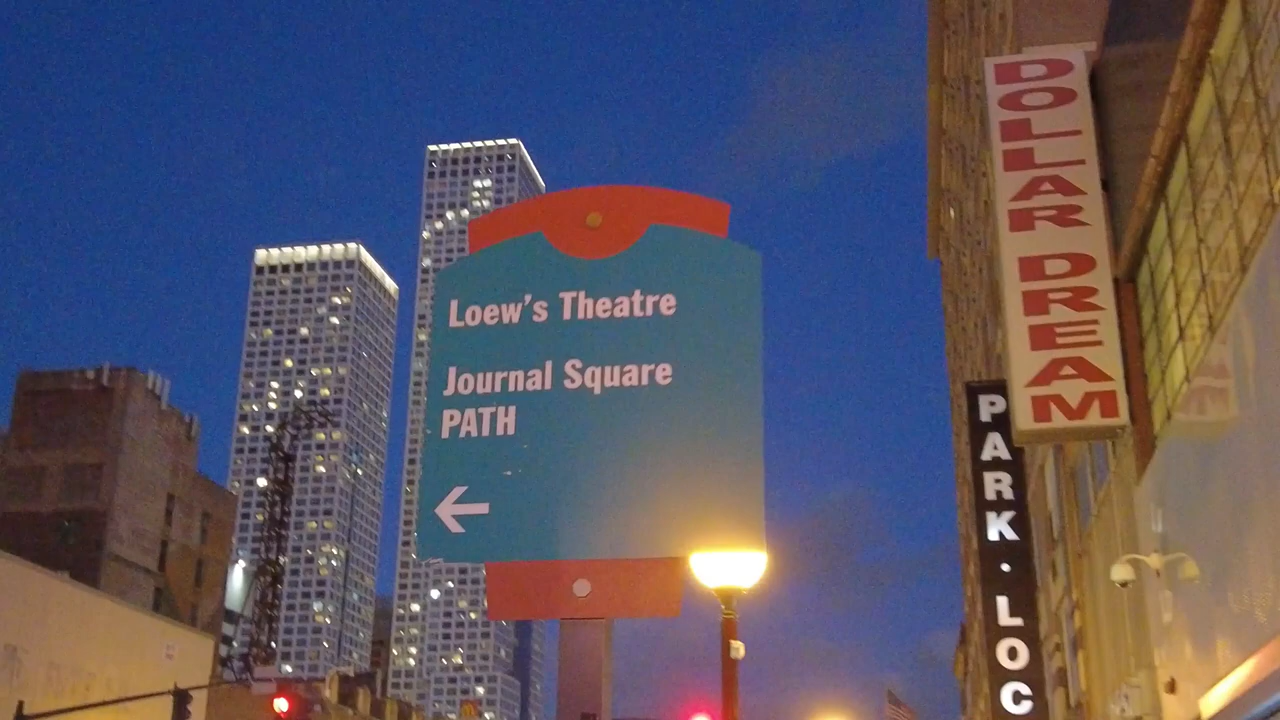 Loew's Theatre
Journal Square
PATH
DOLLAR DREAM
PARK · LOC